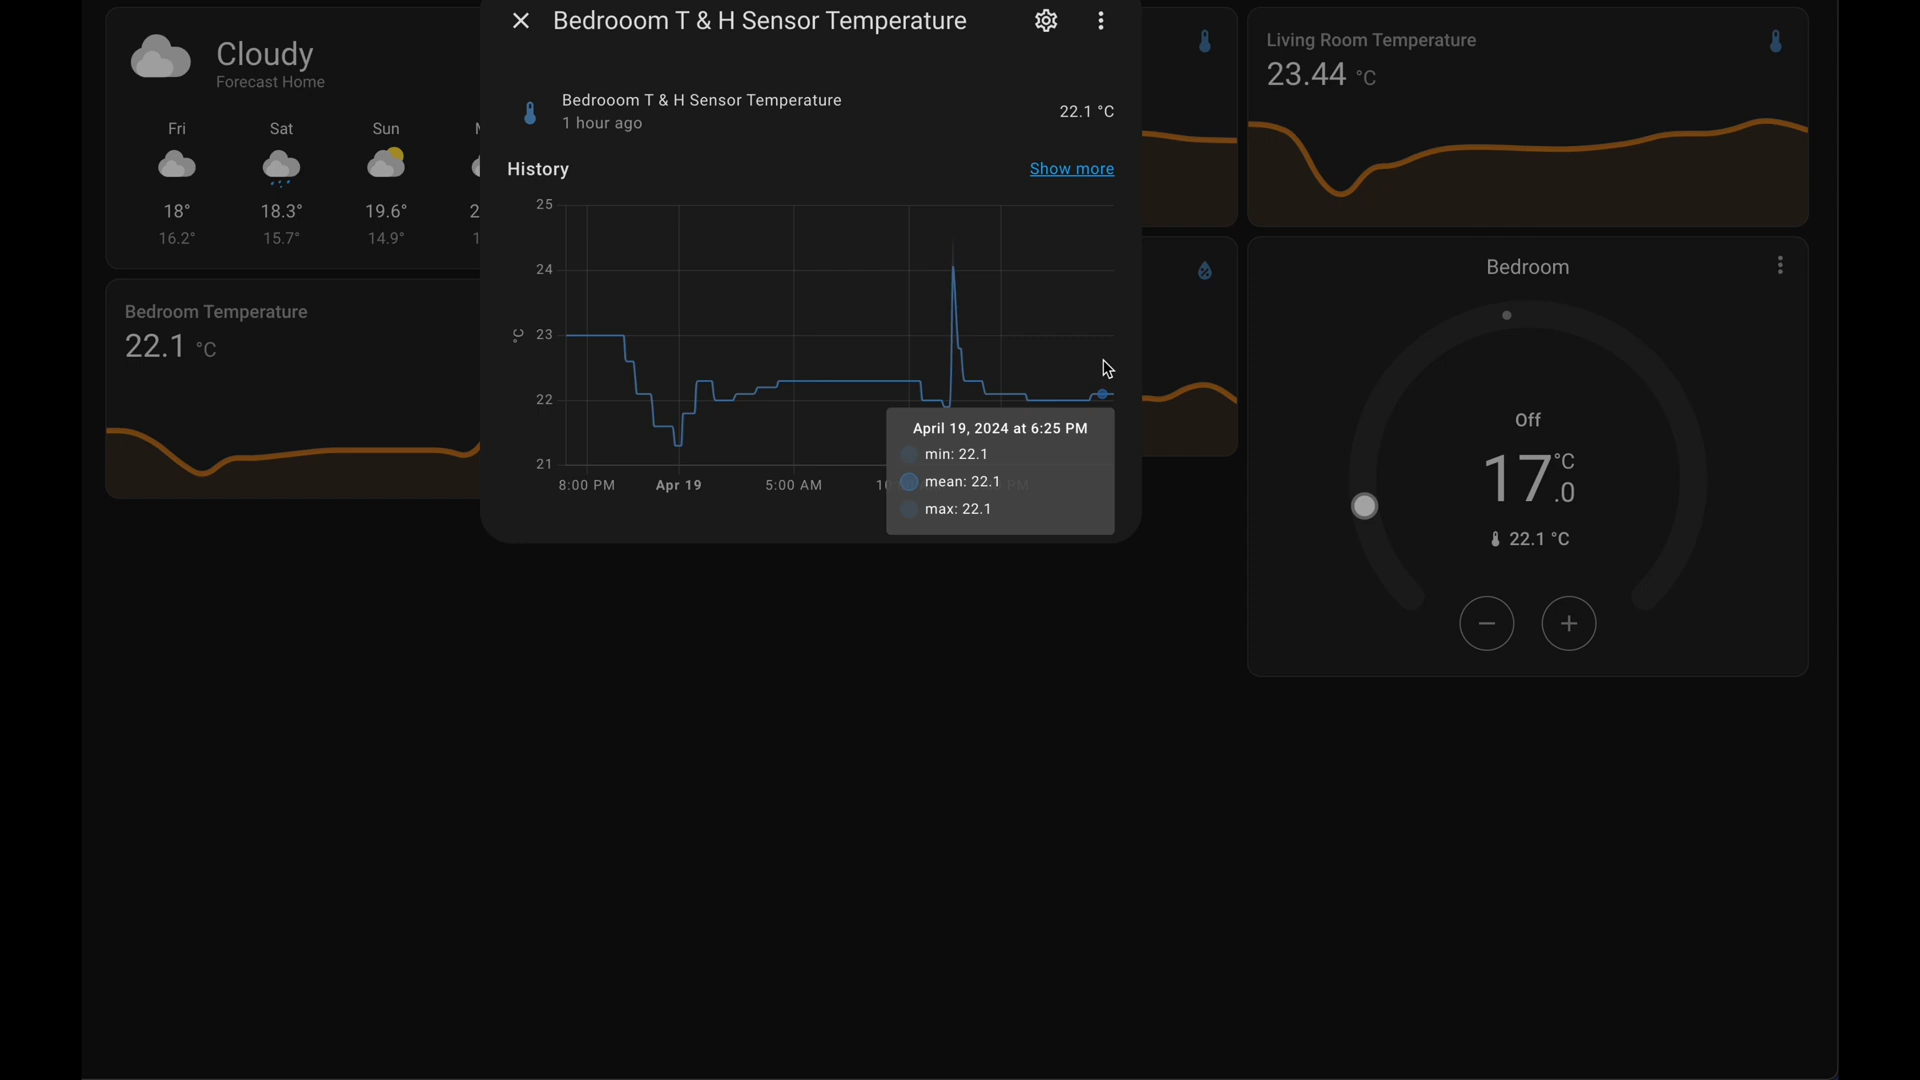 Bedrooom T & H Sensor Temperature
Bedrooom T & H Sensor Temperature
1 hour ago
22.1 °C
History
Show more
25
24
23
22
21
°C
8:00 PM
Apr 19
5:00 AM
April 19, 2024 at 6:25 PM
min: 22.1
mean: 22.1
max: 22.1
Cloudy
Forecast Home
Fri
Sat
Sun
18°
18.3°
19.6°
16.2°
15.7°
14.9°
Bedroom Temperature
22.1 °C
Living Room Temperature
23.44 °C
Bedroom
Off
17.0 °C
22.1 °C